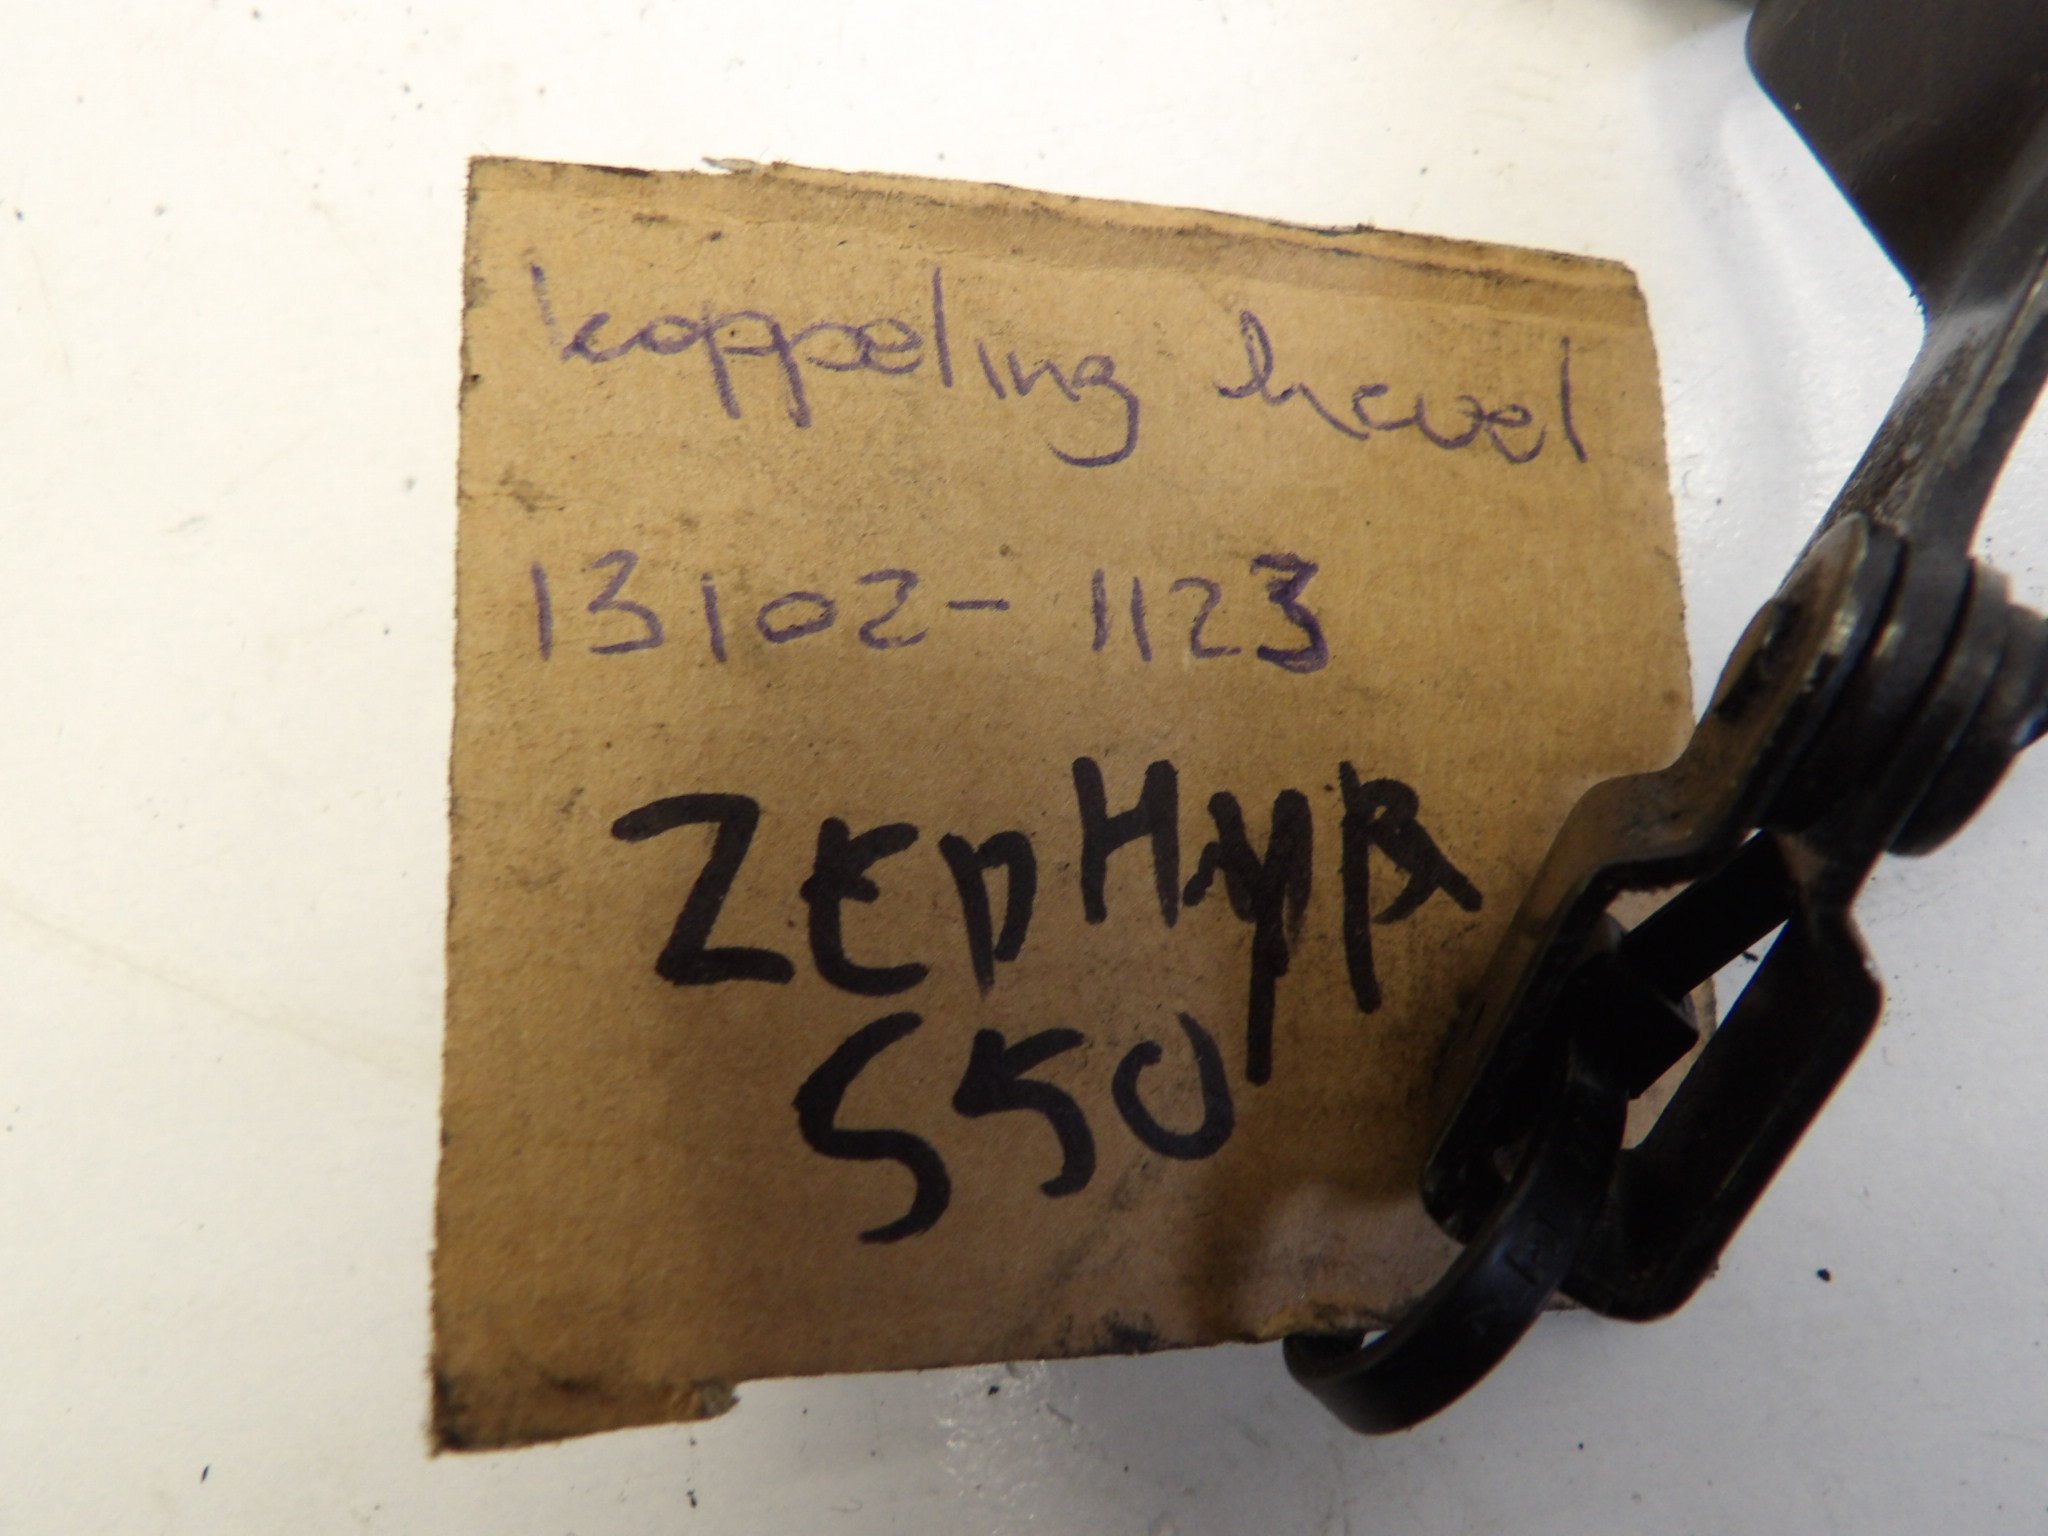 koppeling hevel
13102-1123
ZEPHYR
550